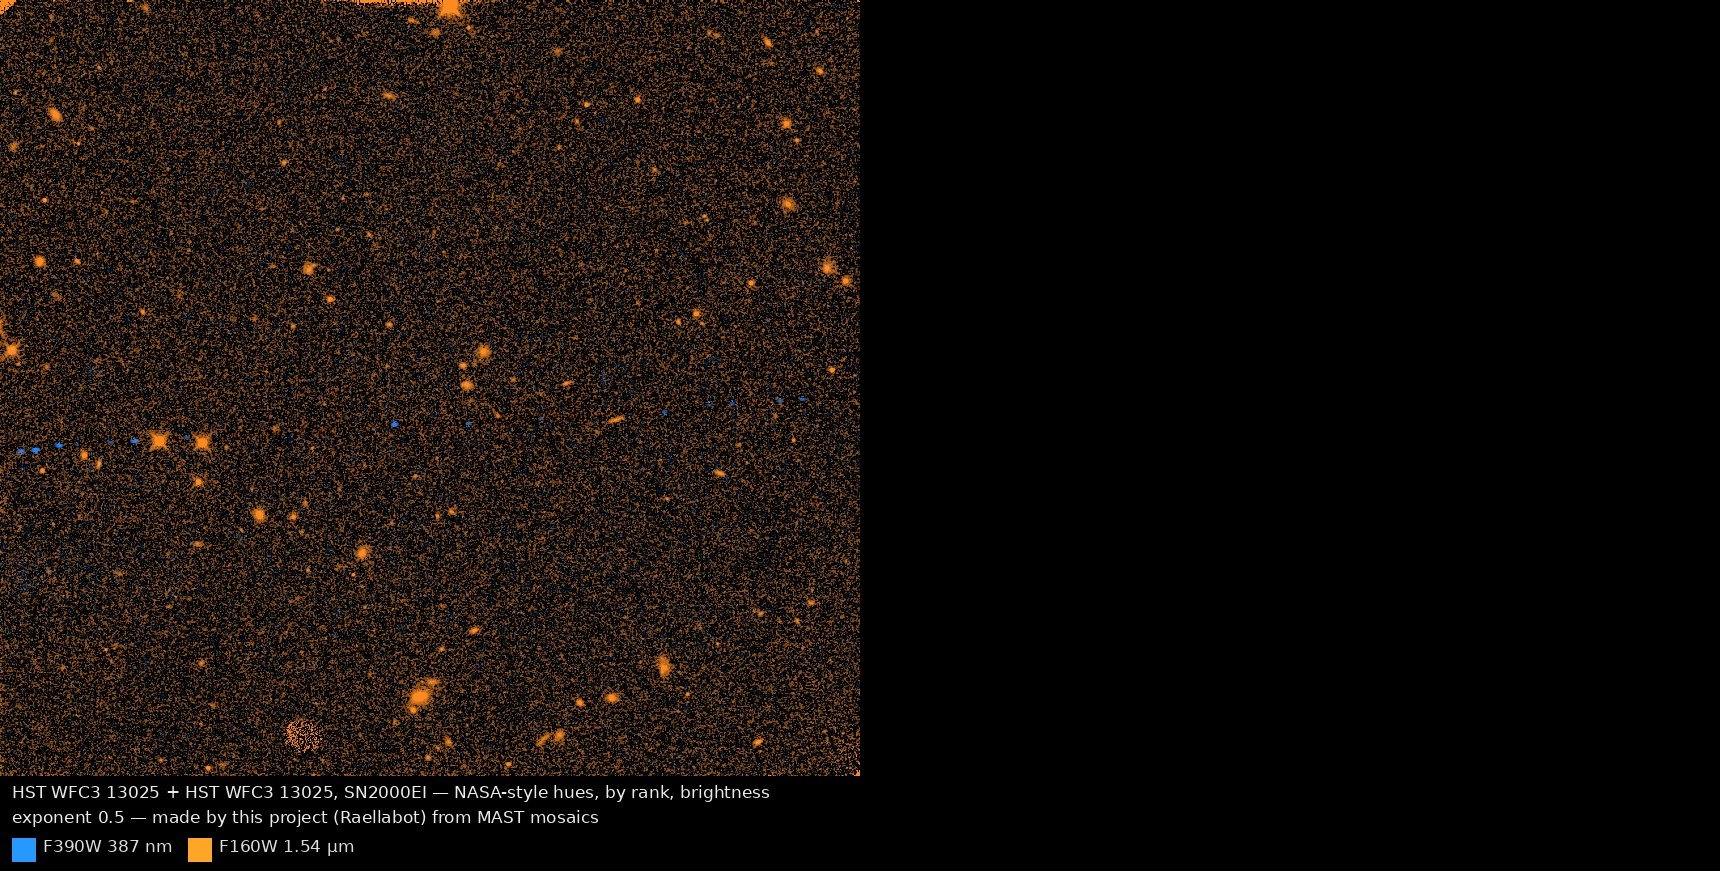 HST WFC3 13025 + HST WFC3 13025, SN2000EI — NASA-style hues, by rank, brightness
exponent 0.5 — made by this project (Raellabot) from MAST mosaics
F390W 387 nm F160W 1.54 µm